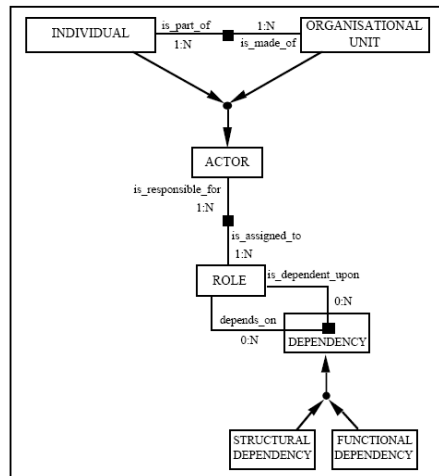 INDIVIDUAL
is_part_of
1:N
1:N
is_made_of
ORGANISATIONAL
UNIT
ACTOR
is_responsible_for
1:N
is_assigned_to
1:N
ROLE
is_dependent_upon
0:N
depends_on
0:N
DEPENDENCY
STRUCTURAL
DEPENDENCY
FUNCTIONAL
DEPENDENCY